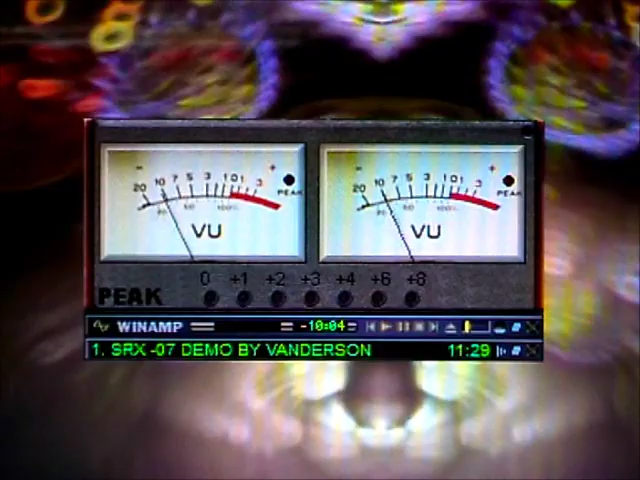 - +
20 10 7 5 3 1 0 1 3 PEAK
VU
- +
20 10 7 5 3 1 0 1 3 PEAK
VU
0 +1 +2 +3 +4 +6 +8
PEAK
WINAMP -10:04
1. SRX -07 DEMO BY VANDERSON 11:29